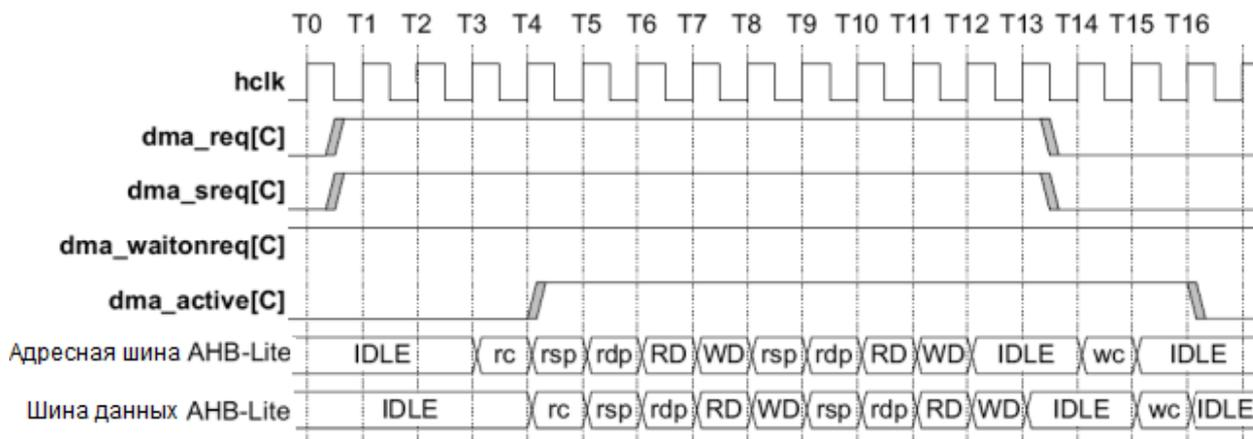 T0 T1 T2 T3 T4 T5 T6 T7 T8 T9 T10 T11 T12 T13 T14 T15 T16
hclk
dma_req[C]
dma_sreq[C]
dma_waitonreq[C]
dma_active[C]
Адресная шина AHB-Lite IDLE rc rsp rdp RD WD rsp rdp RD WD IDLE wc IDLE
Шина данных AHB-Lite IDLE rc rsp rdp RD WD rsp rdp RD WD IDLE wc IDLE